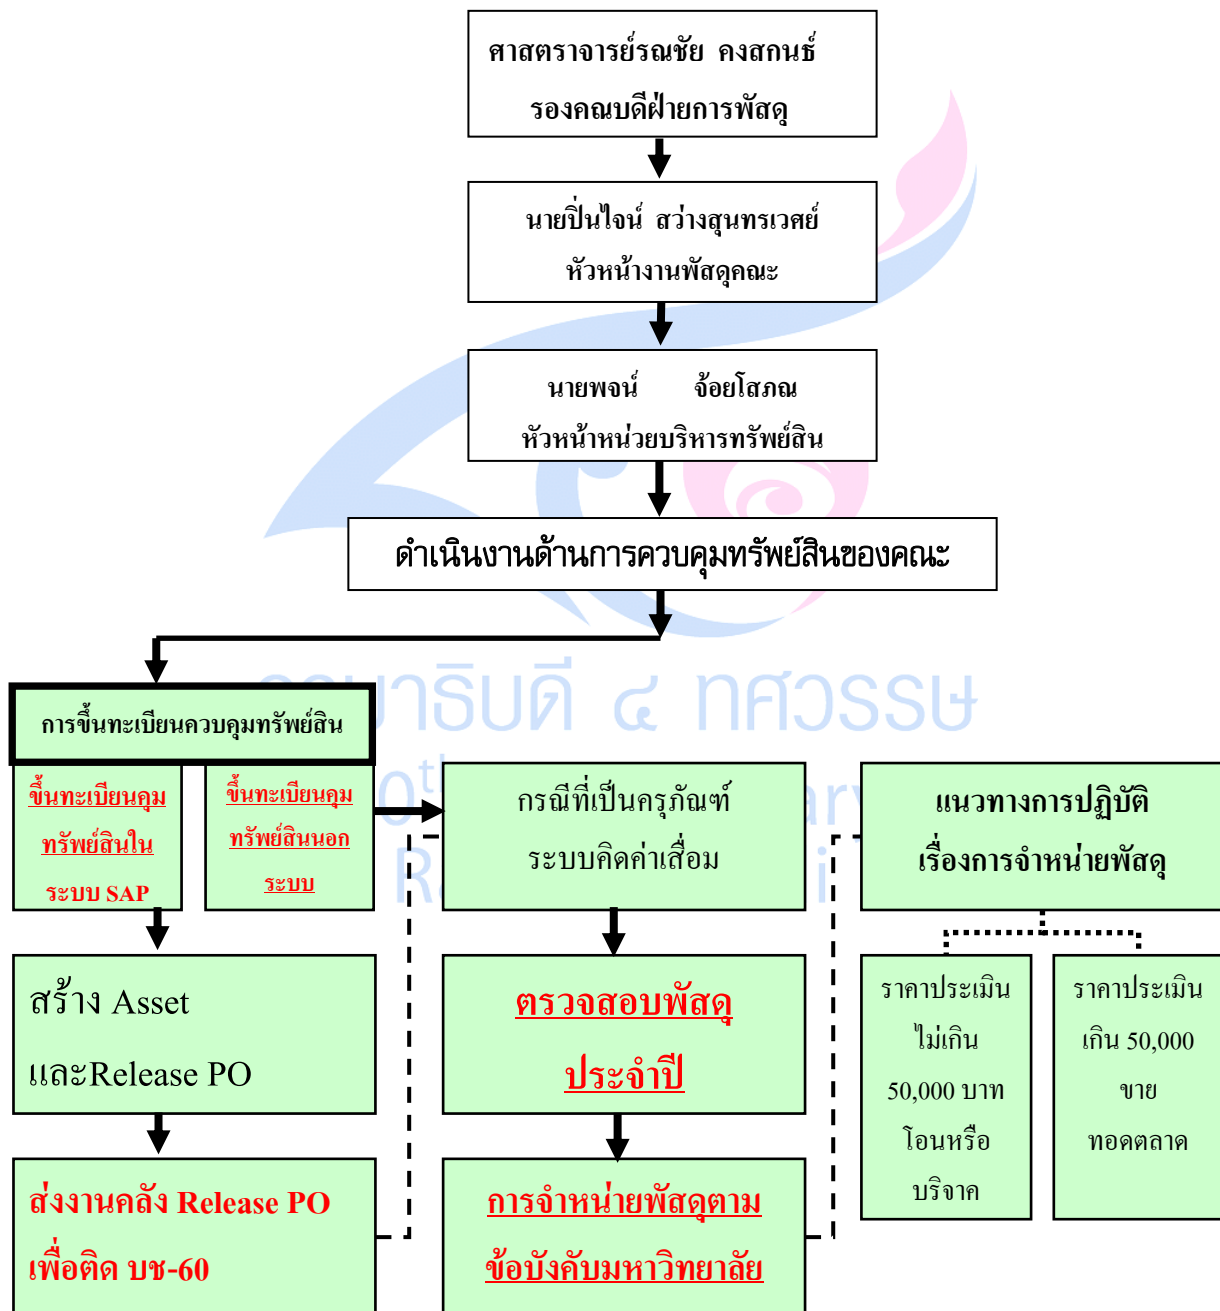 ศาสตราจารย์รณชัย คงสกนธ์
รองคณบดีฝ่ายการพัสดุ
นายปิ่นไจน์ สว่างสุนทรเวศย์
หัวหน้างานพัสดุคณะ
นายพจน์ จ้อยโสภณ
หัวหน้าหน่วยบริหารทรัพย์สิน
ดำเนินงานด้านการควบคุมทรัพย์สินของคณะ
๔ ทศวรรษ
การขึ้นทะเบียนควบคุมทรัพย์สิน
ขึ้นทะเบียนคุม
ทรัพย์สินใน
ระบบ SAP
ขึ้นทะเบียนคุม
ทรัพย์สินนอก
ระบบ
กรณีที่เป็นครุภัณฑ์
ระบบคิดค่าเสื่อม
แนวทางการปฏิบัติ
เรื่องการจำหน่ายพัสดุ
สร้าง Asset
และRelease PO
ตรวจสอบพัสดุ
ประจำปี
ราคาประเมิน
ไม่เกิน
50,000 บาท
โอนหรือ
บริจาค
ราคาประเมิน
เกิน 50,000
ขาย
ทอดตลาด
ส่งงานคลัง Release PO
เพื่อติด บช-60
การจำหน่ายพัสดุตาม
ข้อบังคับมหาวิทยาลัย